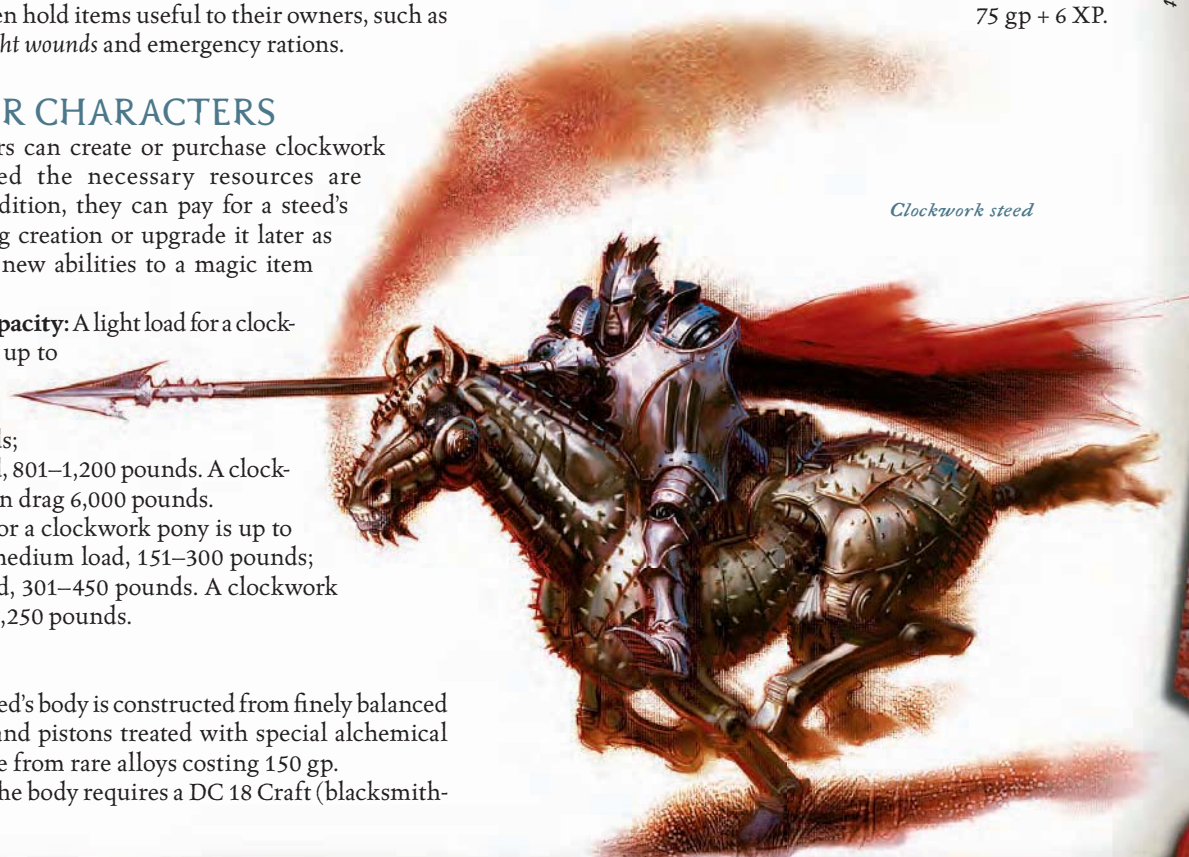 en hold items useful to their owners, such as
ht wounds and emergency rations.
R CHARACTERS
rs can create or purchase clockwork
ed the necessary resources are
dition, they can pay for a steed's
g creation or upgrade it later as
new abilities to a magic item
pacity: A light load for a clock-
up to
ds;
d, 801–1,200 pounds. A clock-
n drag 6,000 pounds.
or a clockwork pony is up to
medium load, 151–300 pounds;
d, 301–450 pounds. A clockwork
,250 pounds.
eed's body is constructed from finely balanced
and pistons treated with special alchemical
e from rare alloys costing 150 gp.
he body requires a DC 18 Craft (blacksmith-
75 gp + 6 XP.
Clockwork steed